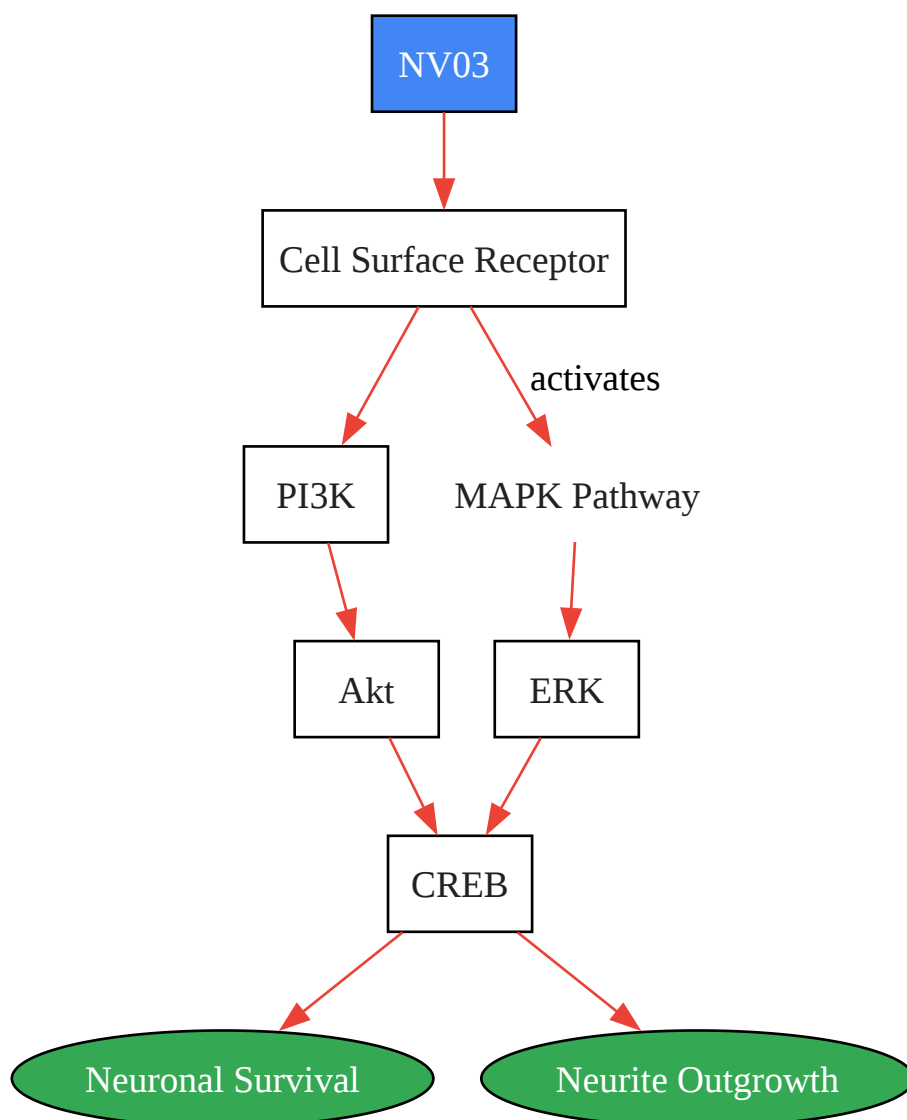 NV03
Cell Surface Receptor
activates
PI3K
MAPK Pathway
Akt
ERK
CREB
Neuronal Survival
Neurite Outgrowth